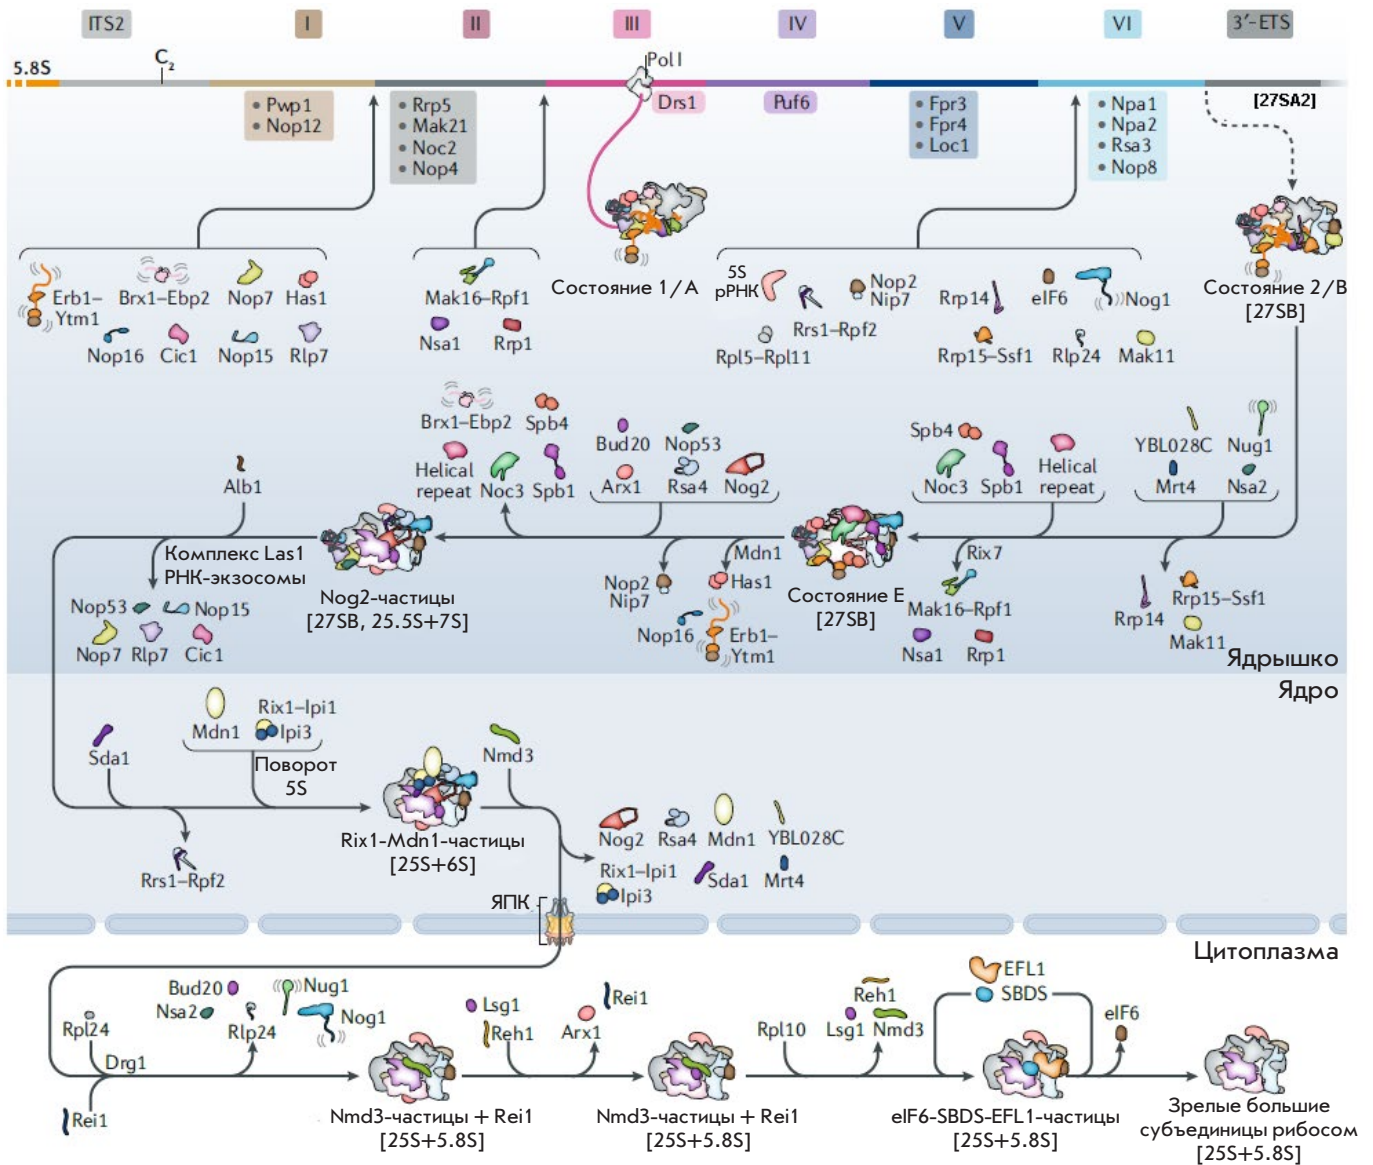 ITS2
I
II
III
IV
V
VI
3′-ETS
5.8S
C₂
Pol I
[27SA2]
• Pwp1
• Nop12
• Rrp5
• Mak21
• Noc2
• Nop4
Drs1
Puf6
• Fpr3
• Fpr4
• Loc1
• Npa1
• Npa2
• Rsa3
• Nop8
Erb1–
Ytm1
Brx1–Ebp2
Nop7
Has1
Nop16
Cic1
Nop15
Rlp7
Mak16–Rpf1
Nsa1
Rrp1
Состояние 1/A
5S
рРНК
Nop2
Nip7
Rrs1–Rpf2
Rpl5–Rpl11
Rrp14
eIF6
Nog1
Rrp15–Ssf1
Rlp24
Mak11
Состояние 2/B
[27SB]
Brx1–Ebp2
Spb4
Helical
repeat
Noc3
Spb1
Bud20
Nop53
Arx1
Rsa4
Nog2
Spb4
Noc3
Spb1
Helical
repeat
YBL028C
Nug1
Mrt4
Nsa2
Alb1
Комплекс Las1
РНК-экзосомы
Nop53
Nop15
Nop7
Rlp7
Cic1
Nog2-частицы
[27SB, 25.5S+7S]
Mdn1
Nop2
Nip7
Has1
Nop16
Erb1–
Ytm1
Состояние E
[27SB]
Rix7
Mak16–Rpf1
Nsa1
Rrp1
Rrp14
Rrp15–Ssf1
Mak11
Ядрышко
Ядро
Sda1
Mdn1
Rix1–Ipi1
Ipi3
Поворот
5S
Rrs1–Rpf2
Rix1-Mdn1-частицы
[25S+6S]
Nmd3
Nog2
Rsa4
Mdn1
YBL028C
Rix1–Ipi1
Ipi3
Sda1
Mrt4
ЯПК
Цитоплазма
Rpl24
Drg1
Rei1
Bud20
Nsa2
Rlp24
Nug1
Nog1
Nmd3-частицы + Rei1
[25S+5.8S]
Lsg1
Reh1
Arx1
Rei1
Nmd3-частицы + Rei1
[25S+5.8S]
Rpl10
Reh1
Lsg1
Nmd3
EFL1
SBDS
eIF6
eIF6-SBDS-EFL1-частицы
[25S+5.8S]
Зрелые большие
субъединицы рибосом
[25S+5.8S]